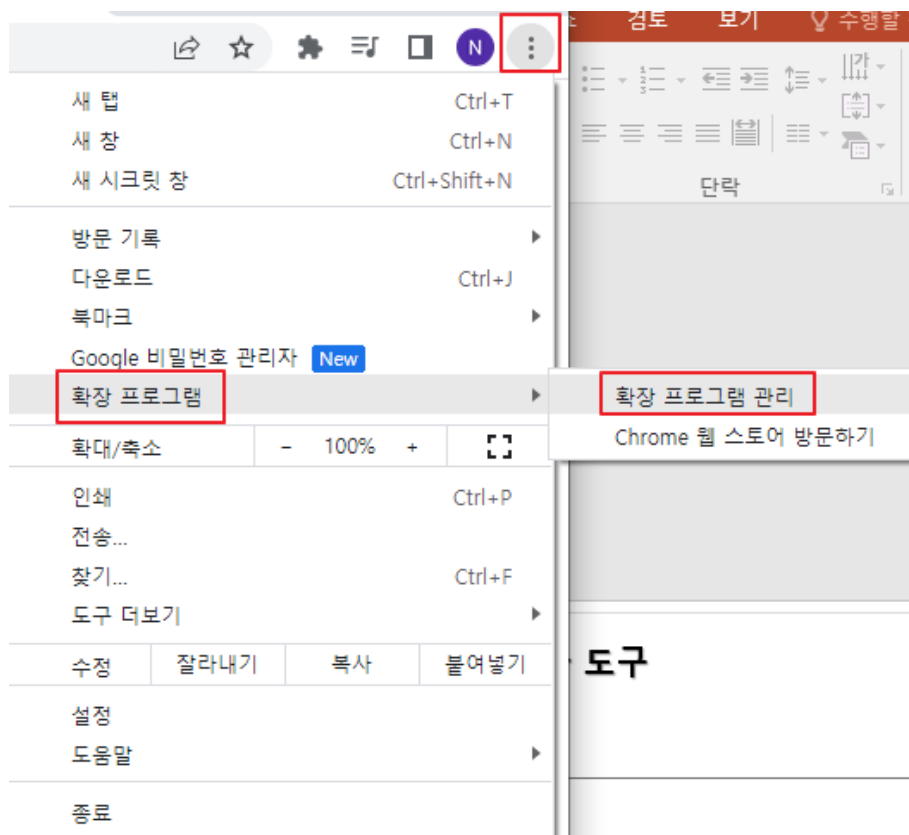 검토 보기 수행할
N
새 탭 Ctrl+T
새 창 Ctrl+N
새 시크릿 창 Ctrl+Shift+N
단락
방문 기록
다운로드 Ctrl+J
북마크
Google 비밀번호 관리자 New
확장 프로그램
확장 프로그램 관리
Chrome 웹 스토어 방문하기
확대/축소 - 100% +
인쇄 Ctrl+P
전송...
찾기... Ctrl+F
도구 더보기
수정 잘라내기 복사 붙여넣기
도구
설정
도움말
종료